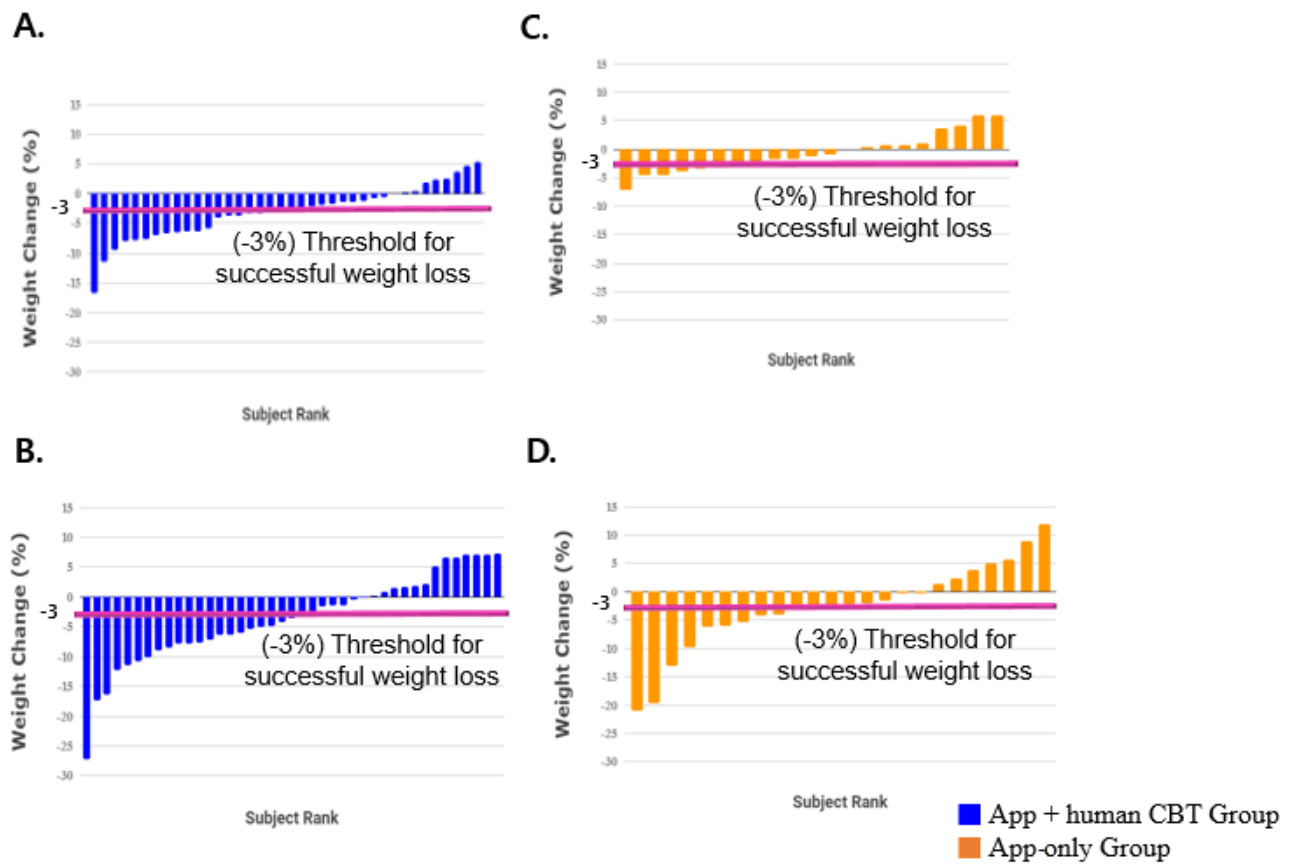 A.
Weight Change (%)
15
10
5
0
-3
-5
-10
-15
-20
-25
-30
(-3%) Threshold for
successful weight loss
Subject Rank
C.
Weight Change (%)
15
10
5
0
-3
-5
-10
-15
-20
-25
-30
(-3%) Threshold for
successful weight loss
Subject Rank
B.
Weight Change (%)
15
10
5
0
-3
-5
-10
-15
-20
-25
-30
(-3%) Threshold for
successful weight loss
Subject Rank
D.
Weight Change (%)
15
10
5
0
-3
-5
-10
-15
-20
-25
-30
(-3%) Threshold for
successful weight loss
Subject Rank
App + human CBT Group
App-only Group